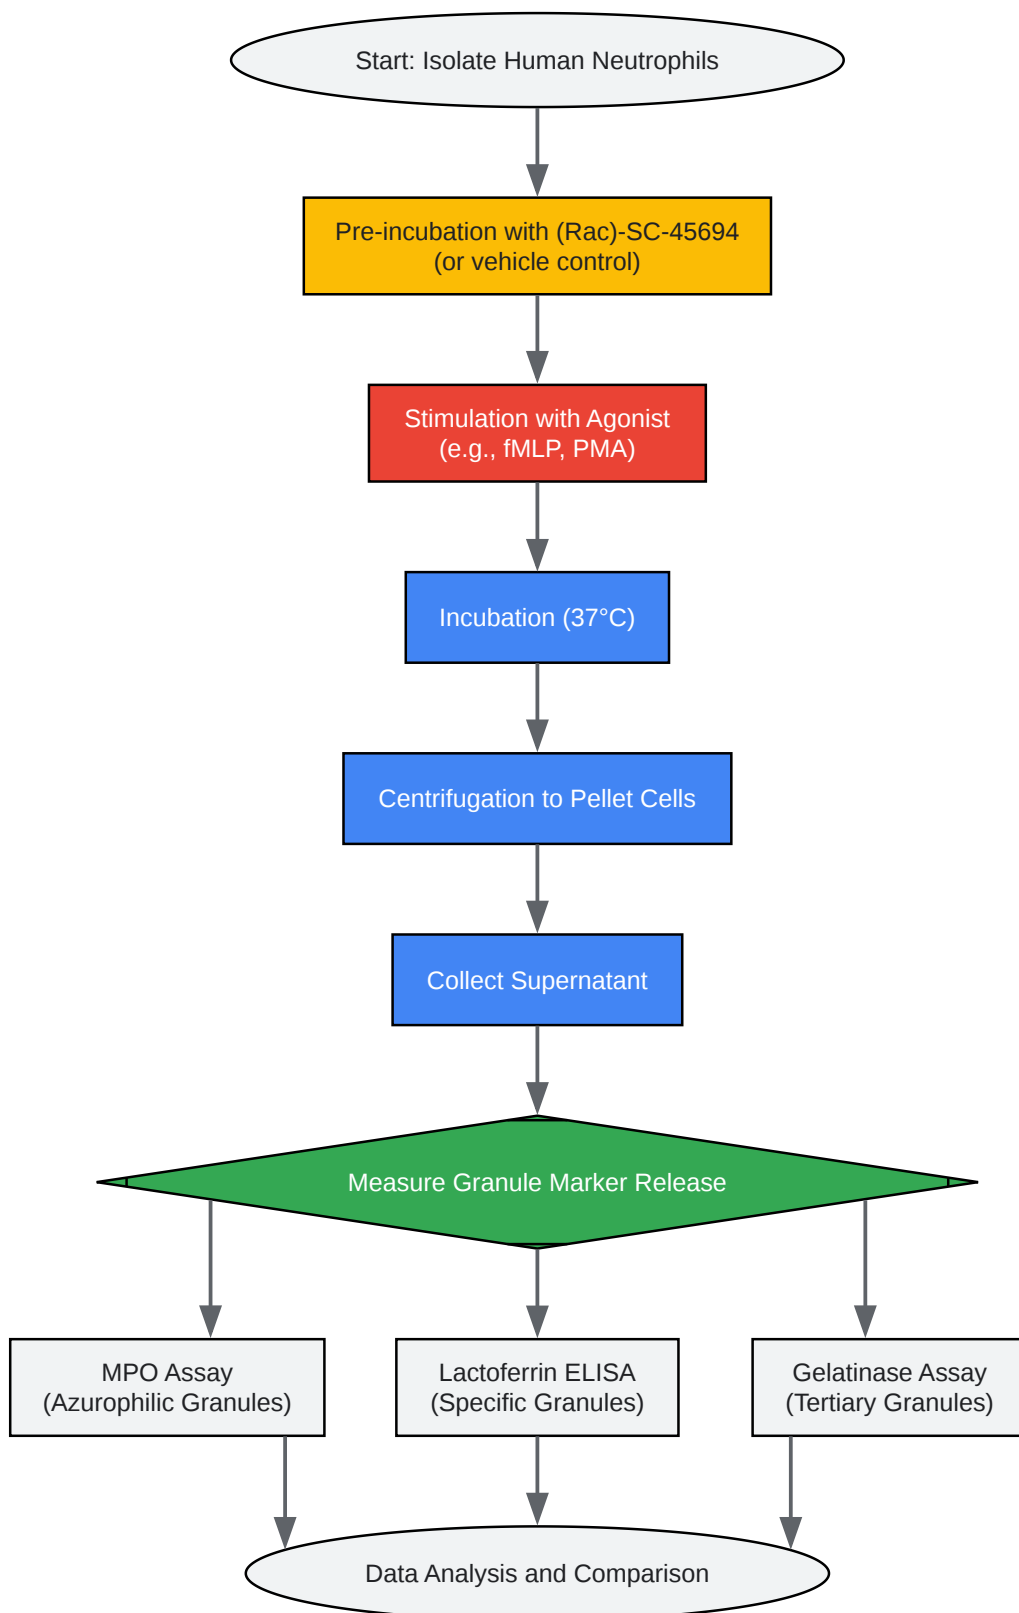 Start: Isolate Human Neutrophils
Pre-incubation with (Rac)-SC-45694
(or vehicle control)
Stimulation with Agonist
(e.g., fMLP, PMA)
Incubation (37°C)
Centrifugation to Pellet Cells
Collect Supernatant
Measure Granule Marker Release
MPO Assay
(Azurophilic Granules)
Lactoferrin ELISA
(Specific Granules)
Gelatinase Assay
(Tertiary Granules)
Data Analysis and Comparison